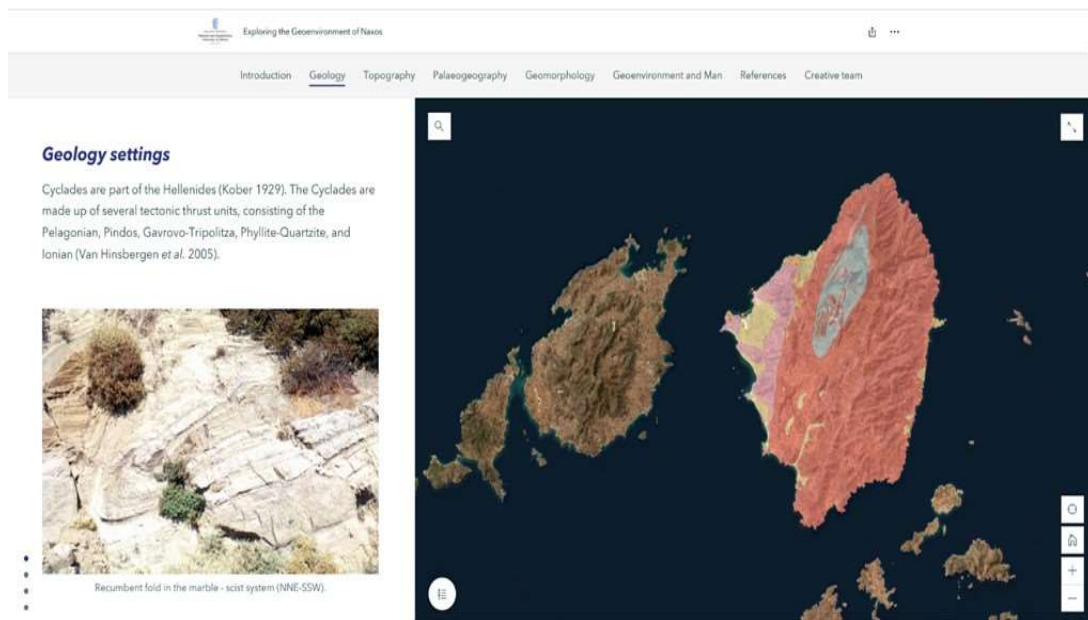 Exploring the Geoenvironment of Naxos
Introduction Geology Topography Palaeogeography Geomorphology Geoenvironment and Man References Creative team
Geology settings
Cyclades are part of the Hellenides (Kober 1929). The Cyclades are
made up of several tectonic thrust units, consisting of the
Pelagonian, Pindos, Gavrovo-Tripolitza, Phyllite-Quartzite, and
Ionian (Van Hinsbergen et al. 2005).
Recumbent fold in the marble - scist system (NNE-SSW).